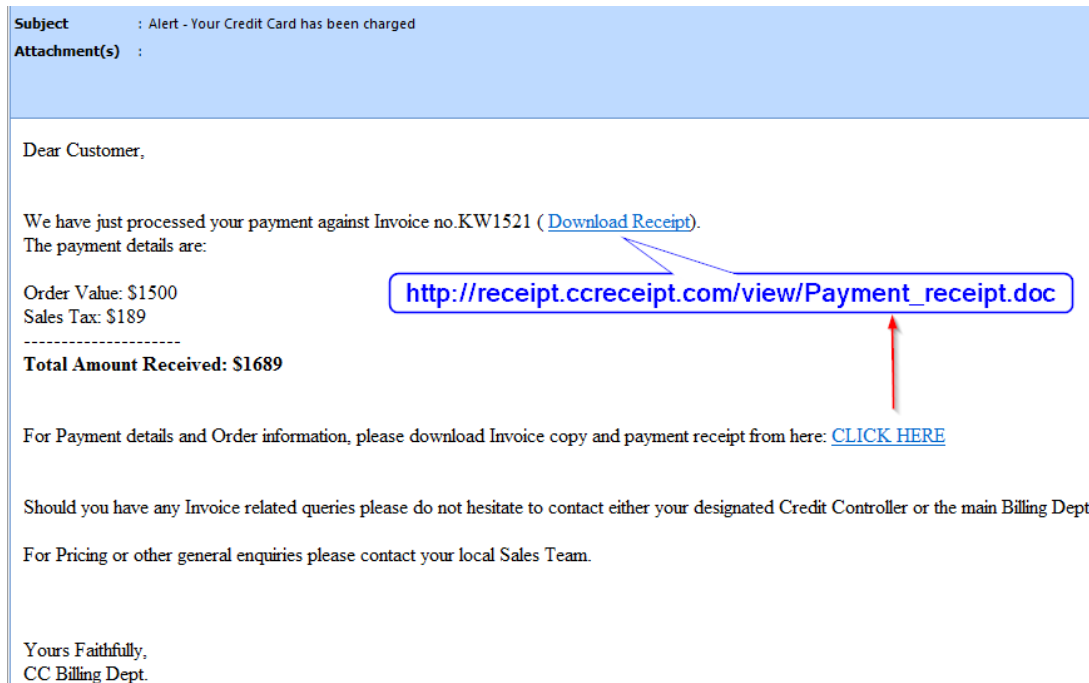 Subject : Alert - Your Credit Card has been charged
Attachment(s) :
Dear Customer,
We have just processed your payment against Invoice no.KW1521 ( Download Receipt).
The payment details are:
http://receipt.ccreceipt.com/view/Payment_receipt.doc
Order Value: $1500
Sales Tax: $189
---------------------
Total Amount Received: $1689
For Payment details and Order information, please download Invoice copy and payment receipt from here: CLICK HERE
Should you have any Invoice related queries please do not hesitate to contact either your designated Credit Controller or the main Billing Dept
For Pricing or other general enquiries please contact your local Sales Team.
Yours Faithfully,
CC Billing Dept.